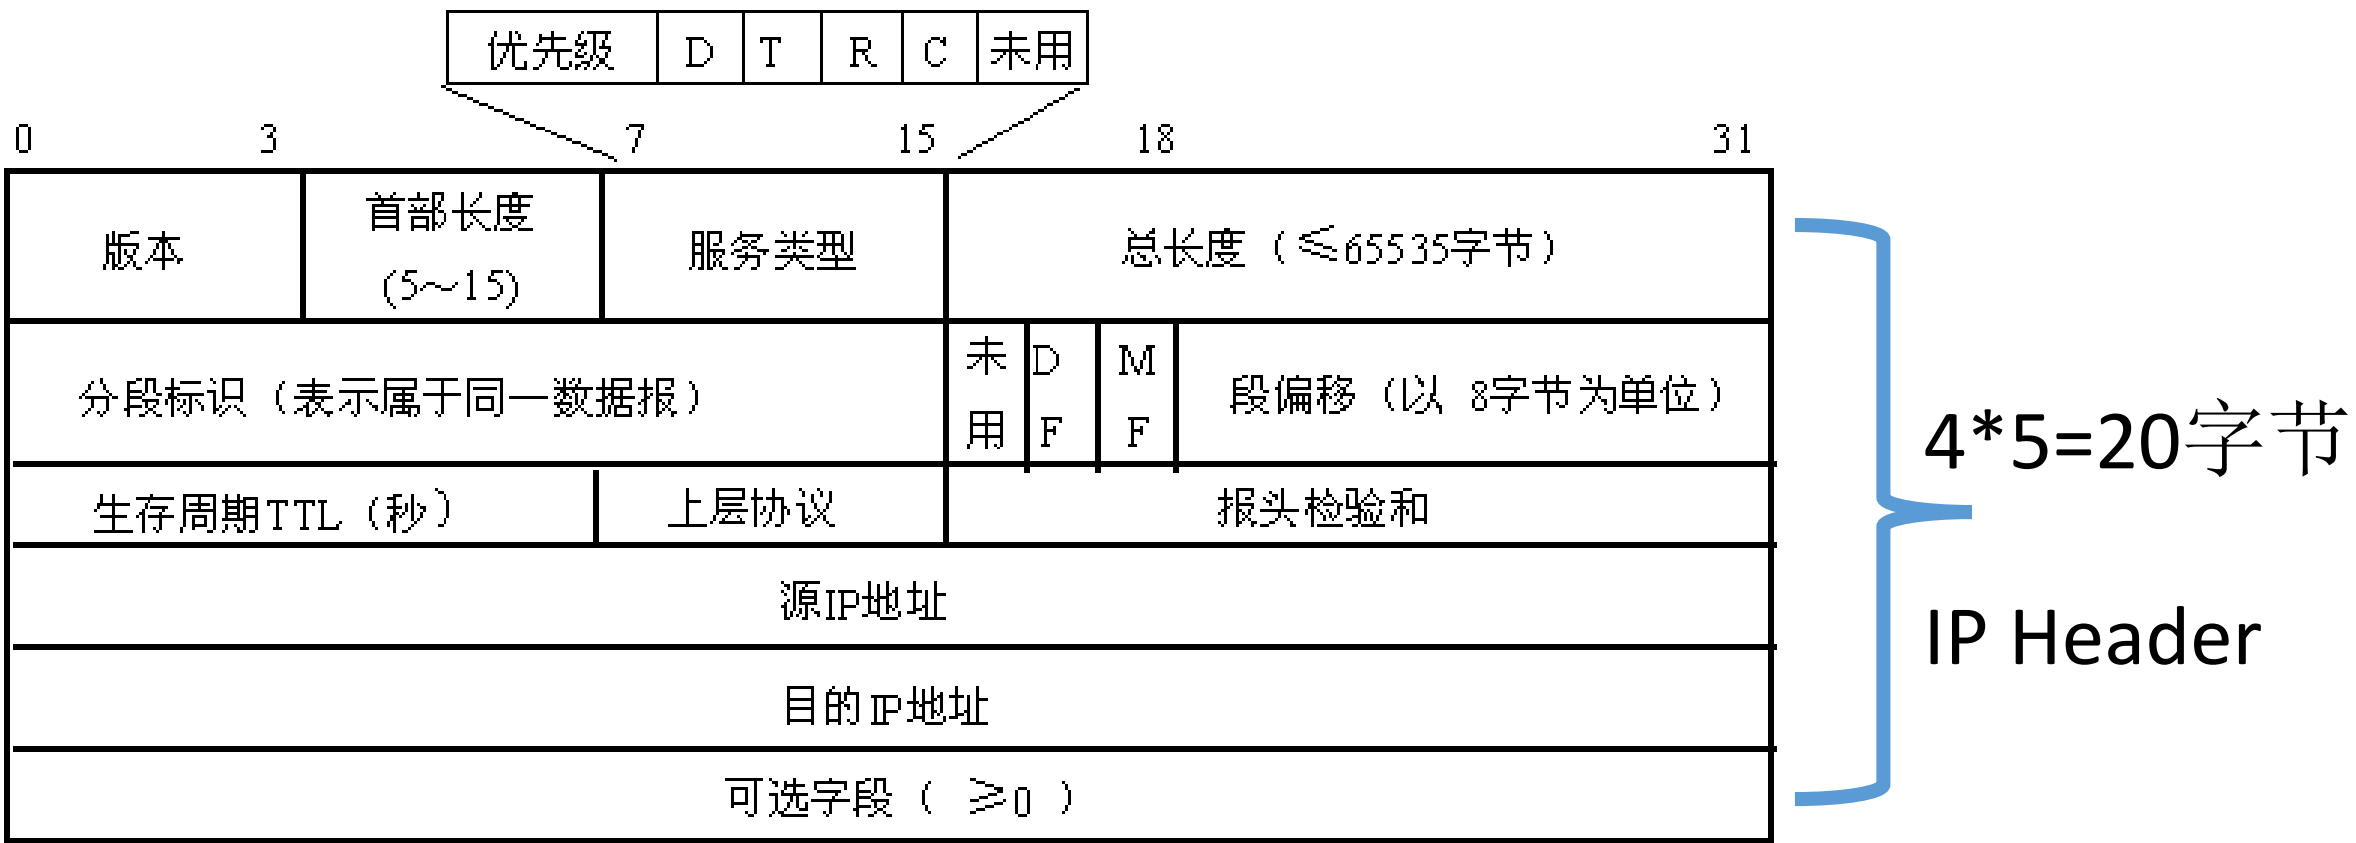 优先级 D T R C 未用
0 3 7 15 18 31
版本 首部长度 (5～15) 服务类型 总长度（≤65535字节）
分段标识（表示属于同一数据报） 未用 DF MF 段偏移（以 8字节为单位）
生存周期TTL（秒） 上层协议 报头检验和
源IP地址
目的IP地址
可选字段（ ≥0 ）
4*5=20字节
IP Header